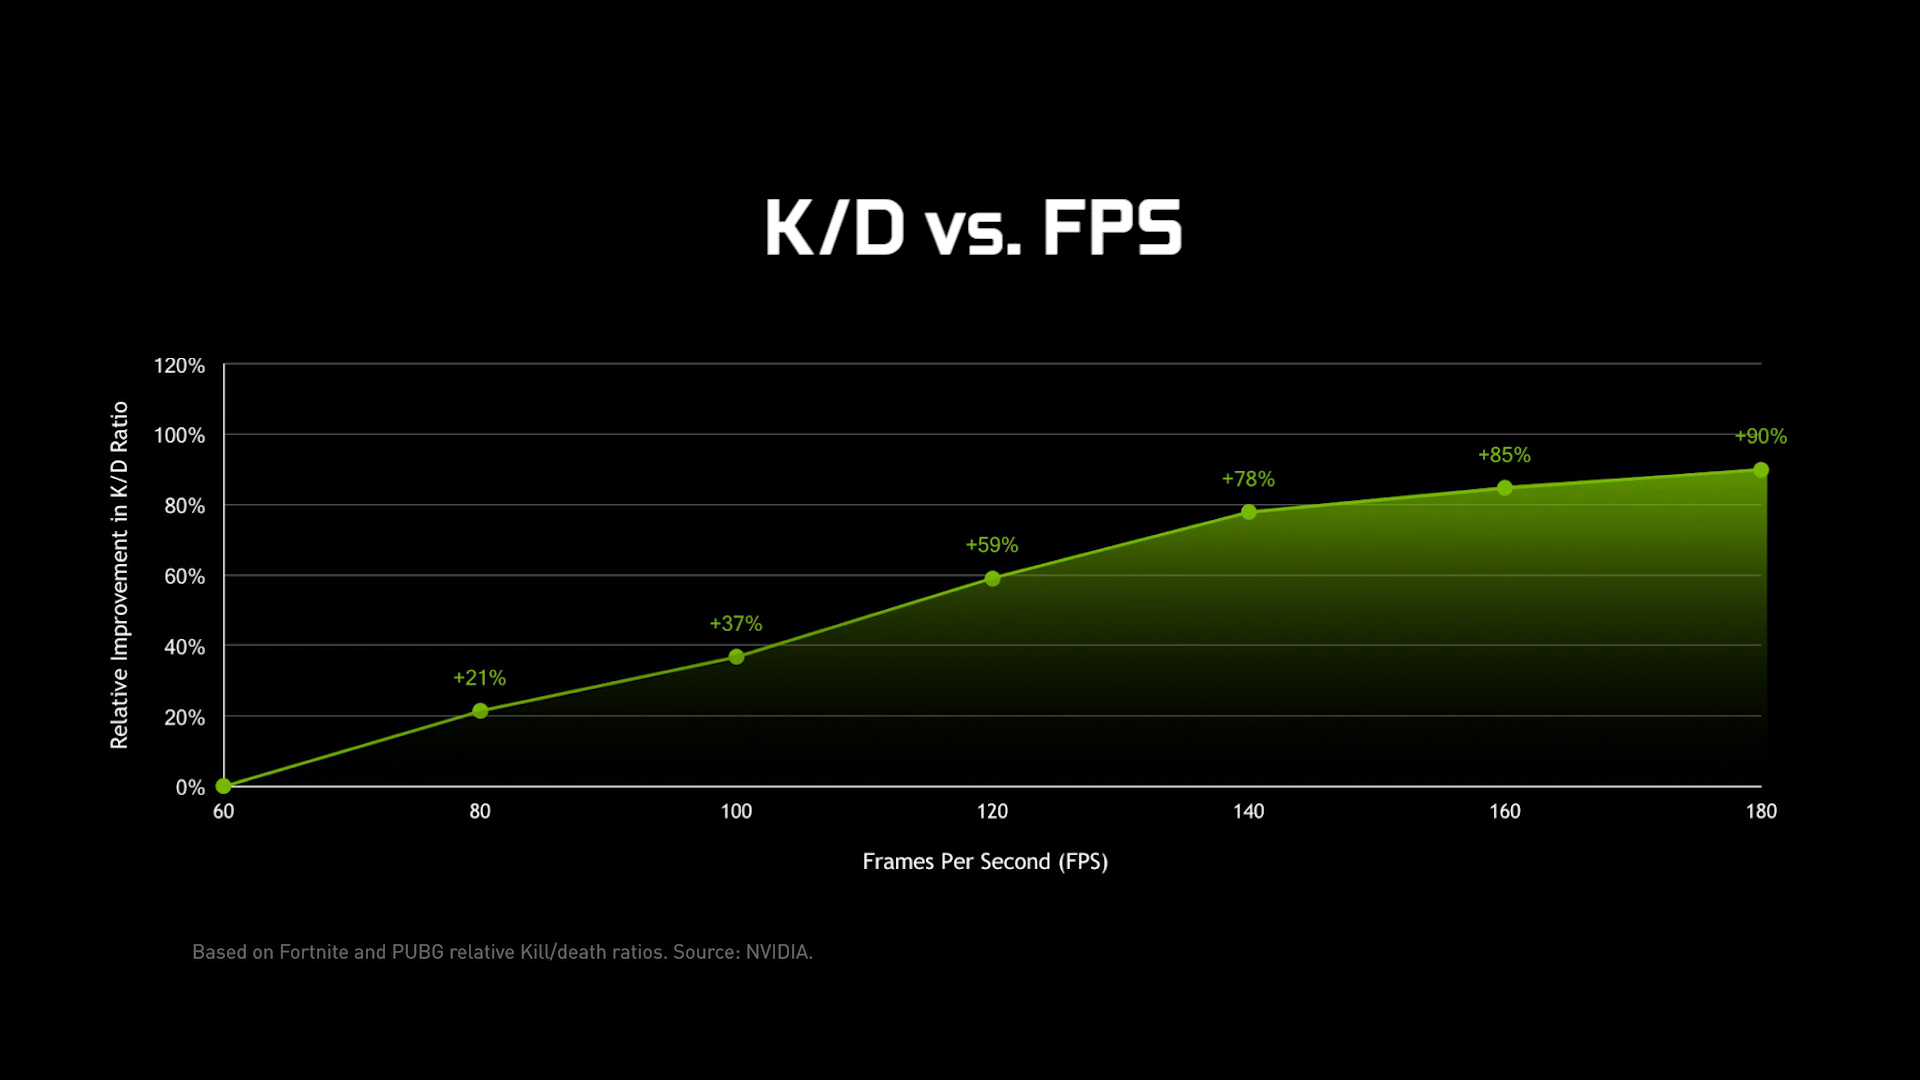 K/D vs. FPS
120%
100%
80%
60%
40%
20%
0%
Relative Improvement in K/D Ratio
+21%
+37%
+59%
+78%
+85%
+90%
60 80 100 120 140 160 180
Frames Per Second (FPS)
Based on Fortnite and PUBG relative Kill/death ratios. Source: NVIDIA.